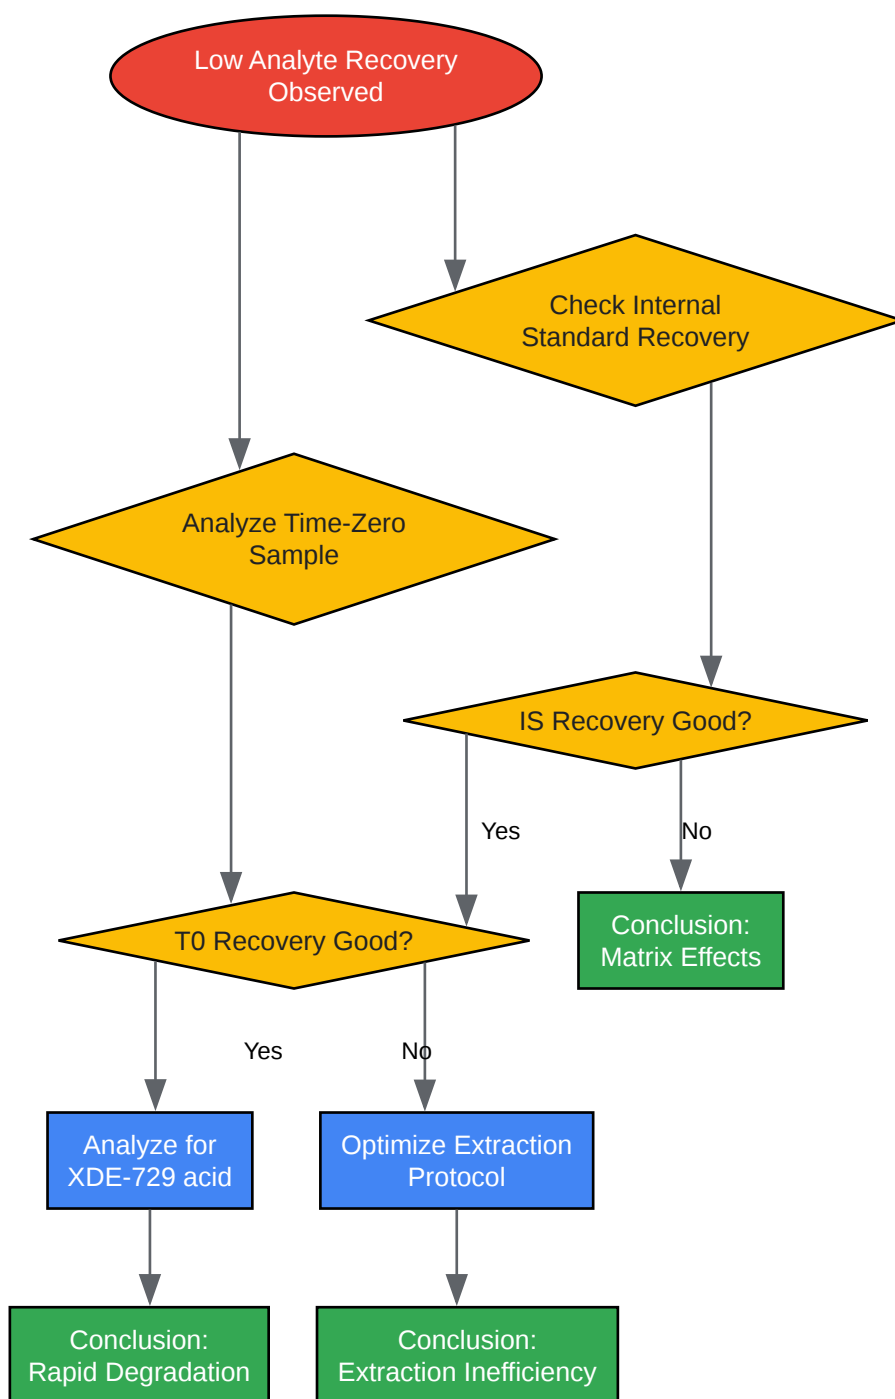 Low Analyte Recovery
Observed
Check Internal
Standard Recovery
Analyze Time-Zero
Sample
IS Recovery Good?
Yes
No
Conclusion:
Matrix Effects
T0 Recovery Good?
Yes
No
Analyze for
XDE-729 acid
Optimize Extraction
Protocol
Conclusion:
Rapid Degradation
Conclusion:
Extraction Inefficiency